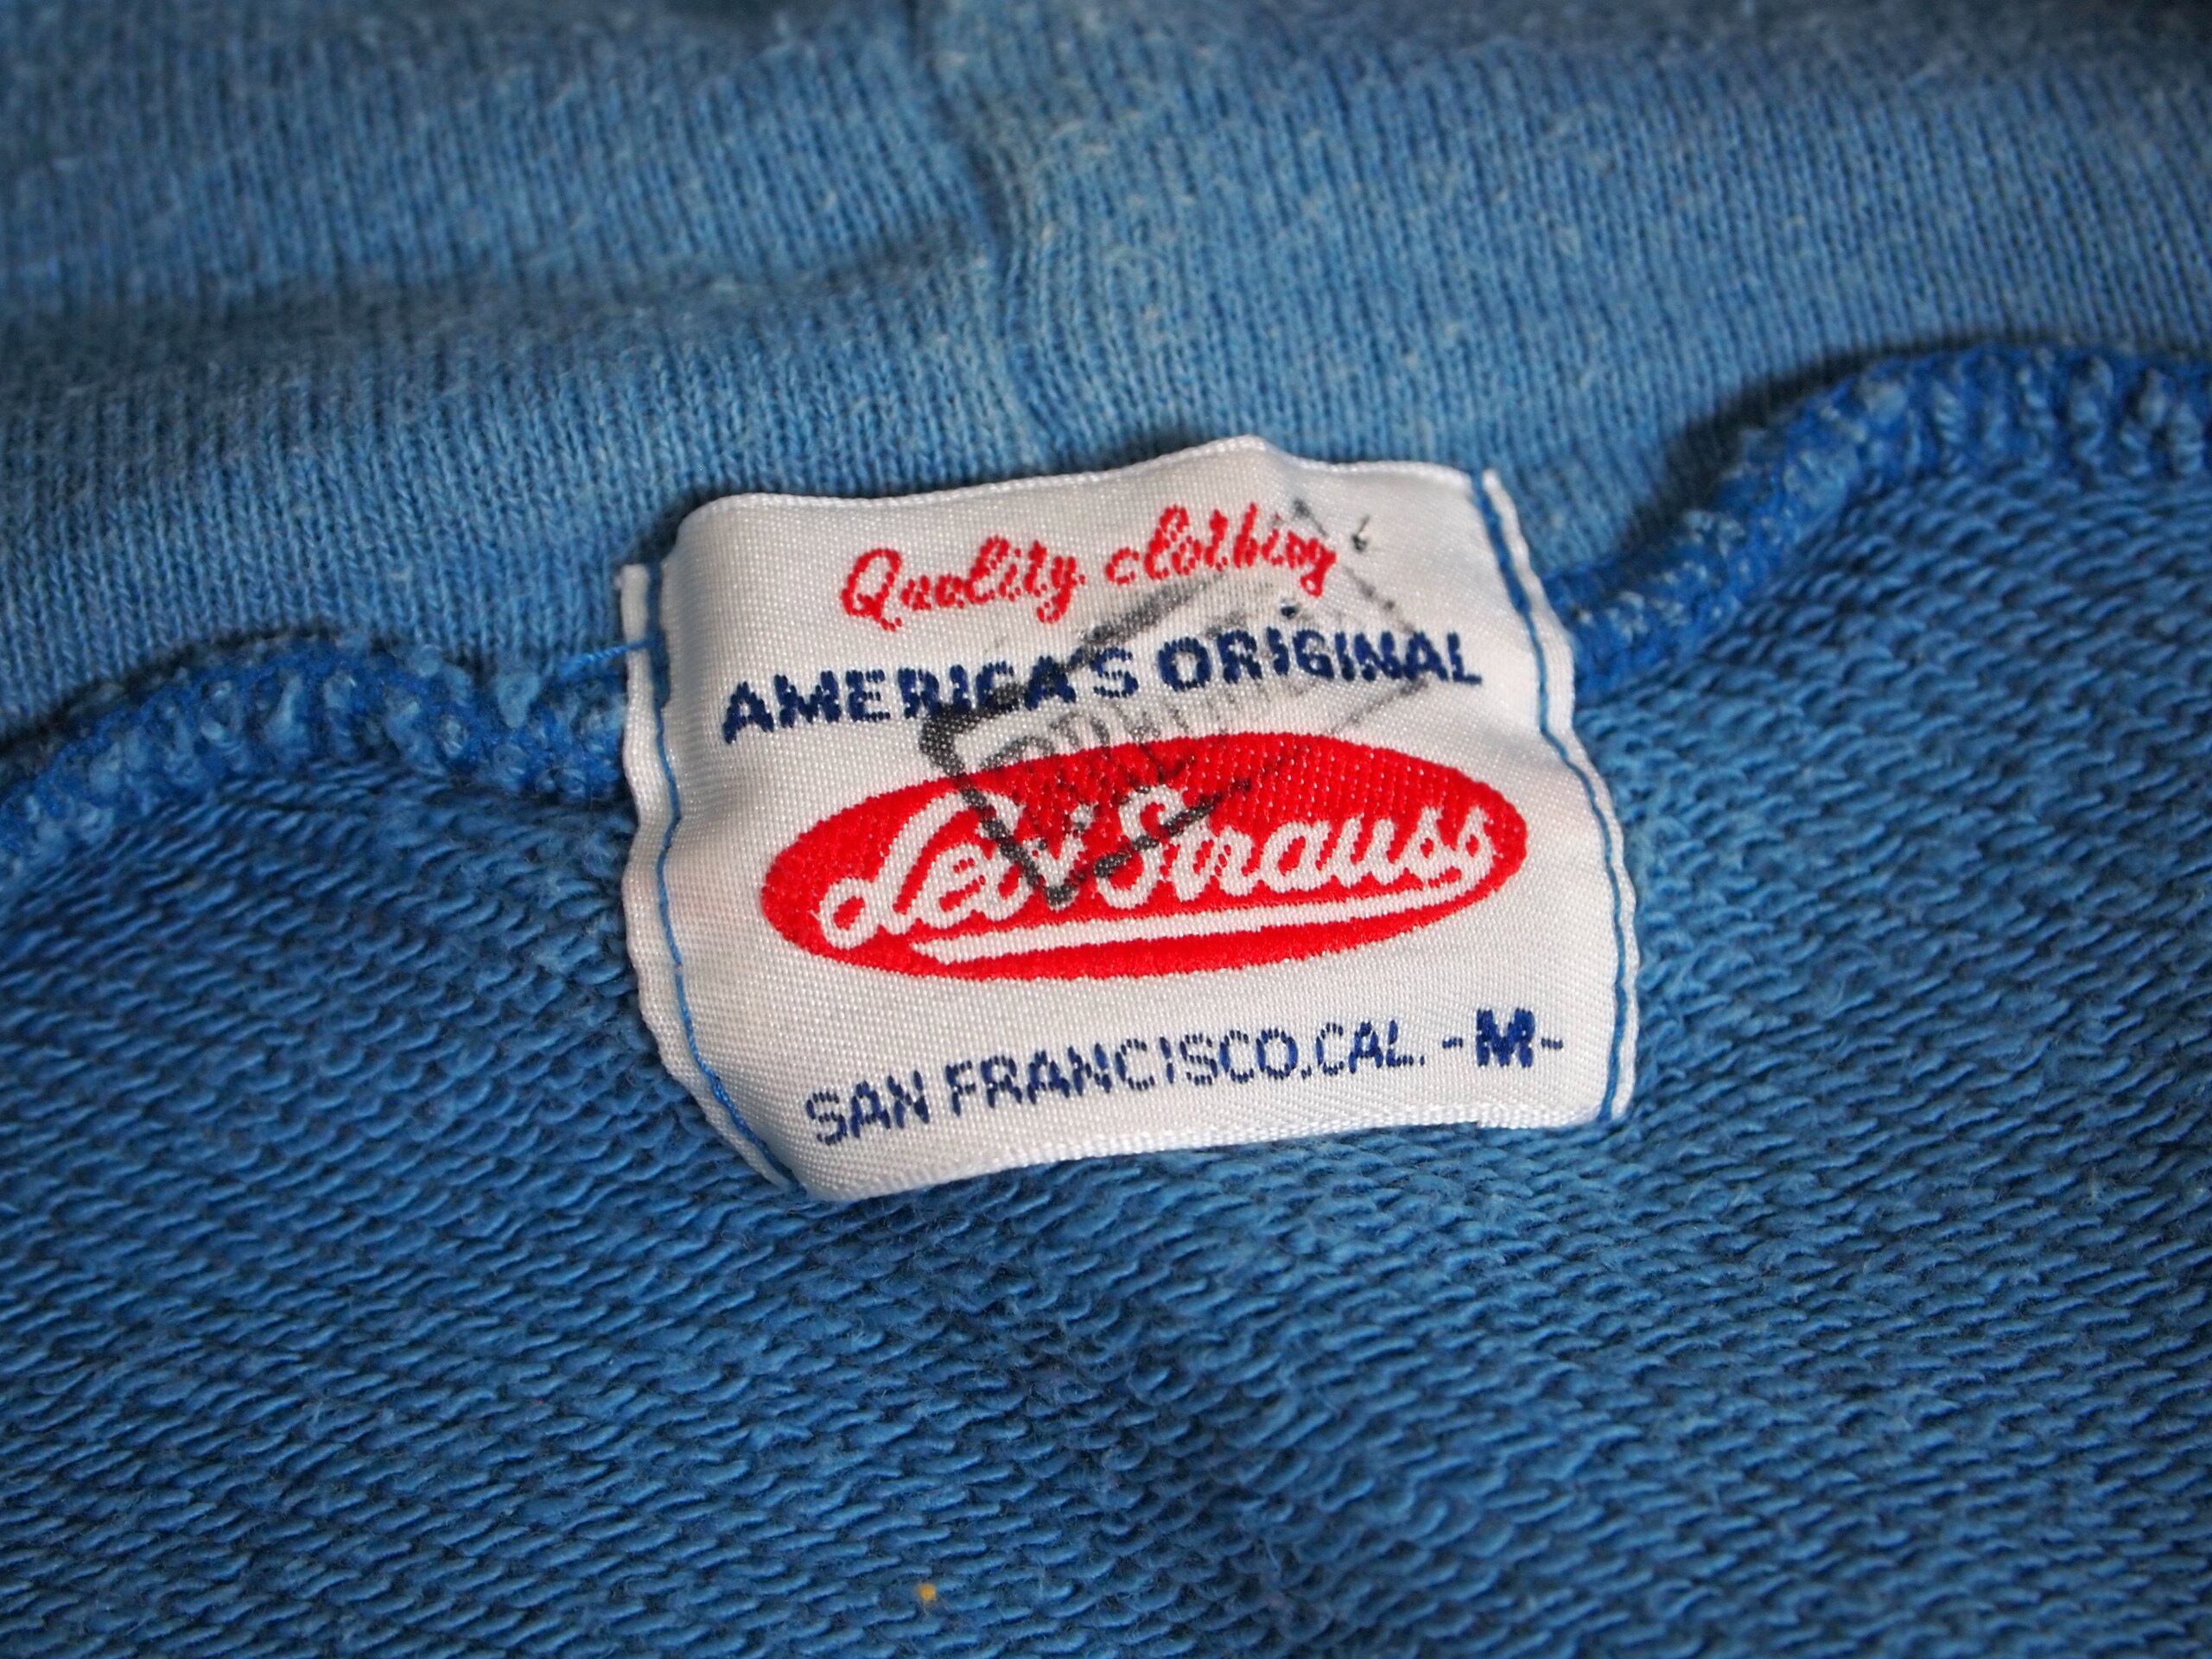 Quality clothing
AMERICA'S ORIGINAL
Levi Strauss
SAN FRANCISCO.CAL. -M-